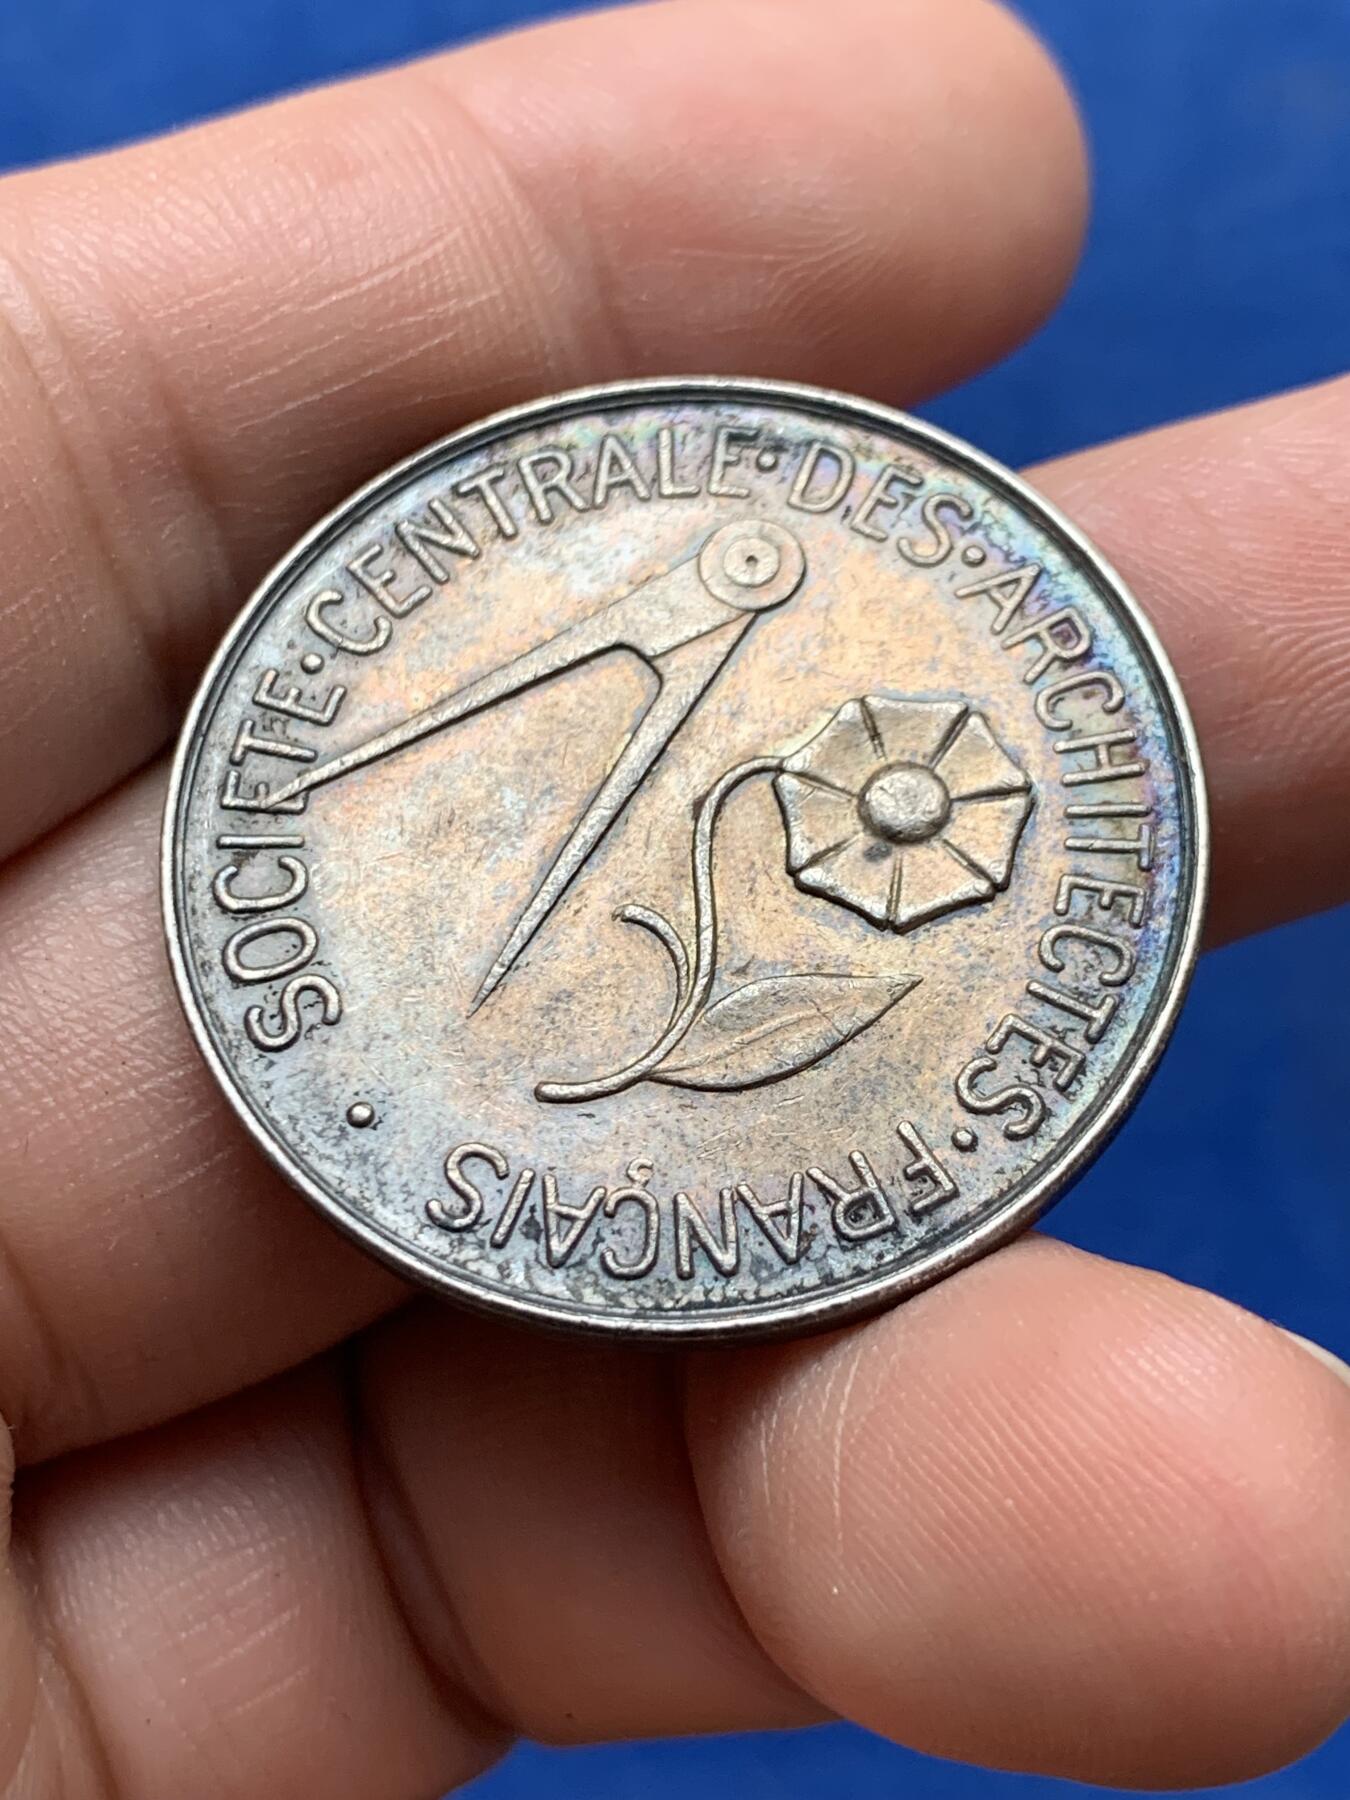 SOCIETE · CENTRALE · DES · ARCHITECTES · FRANÇAIS ·